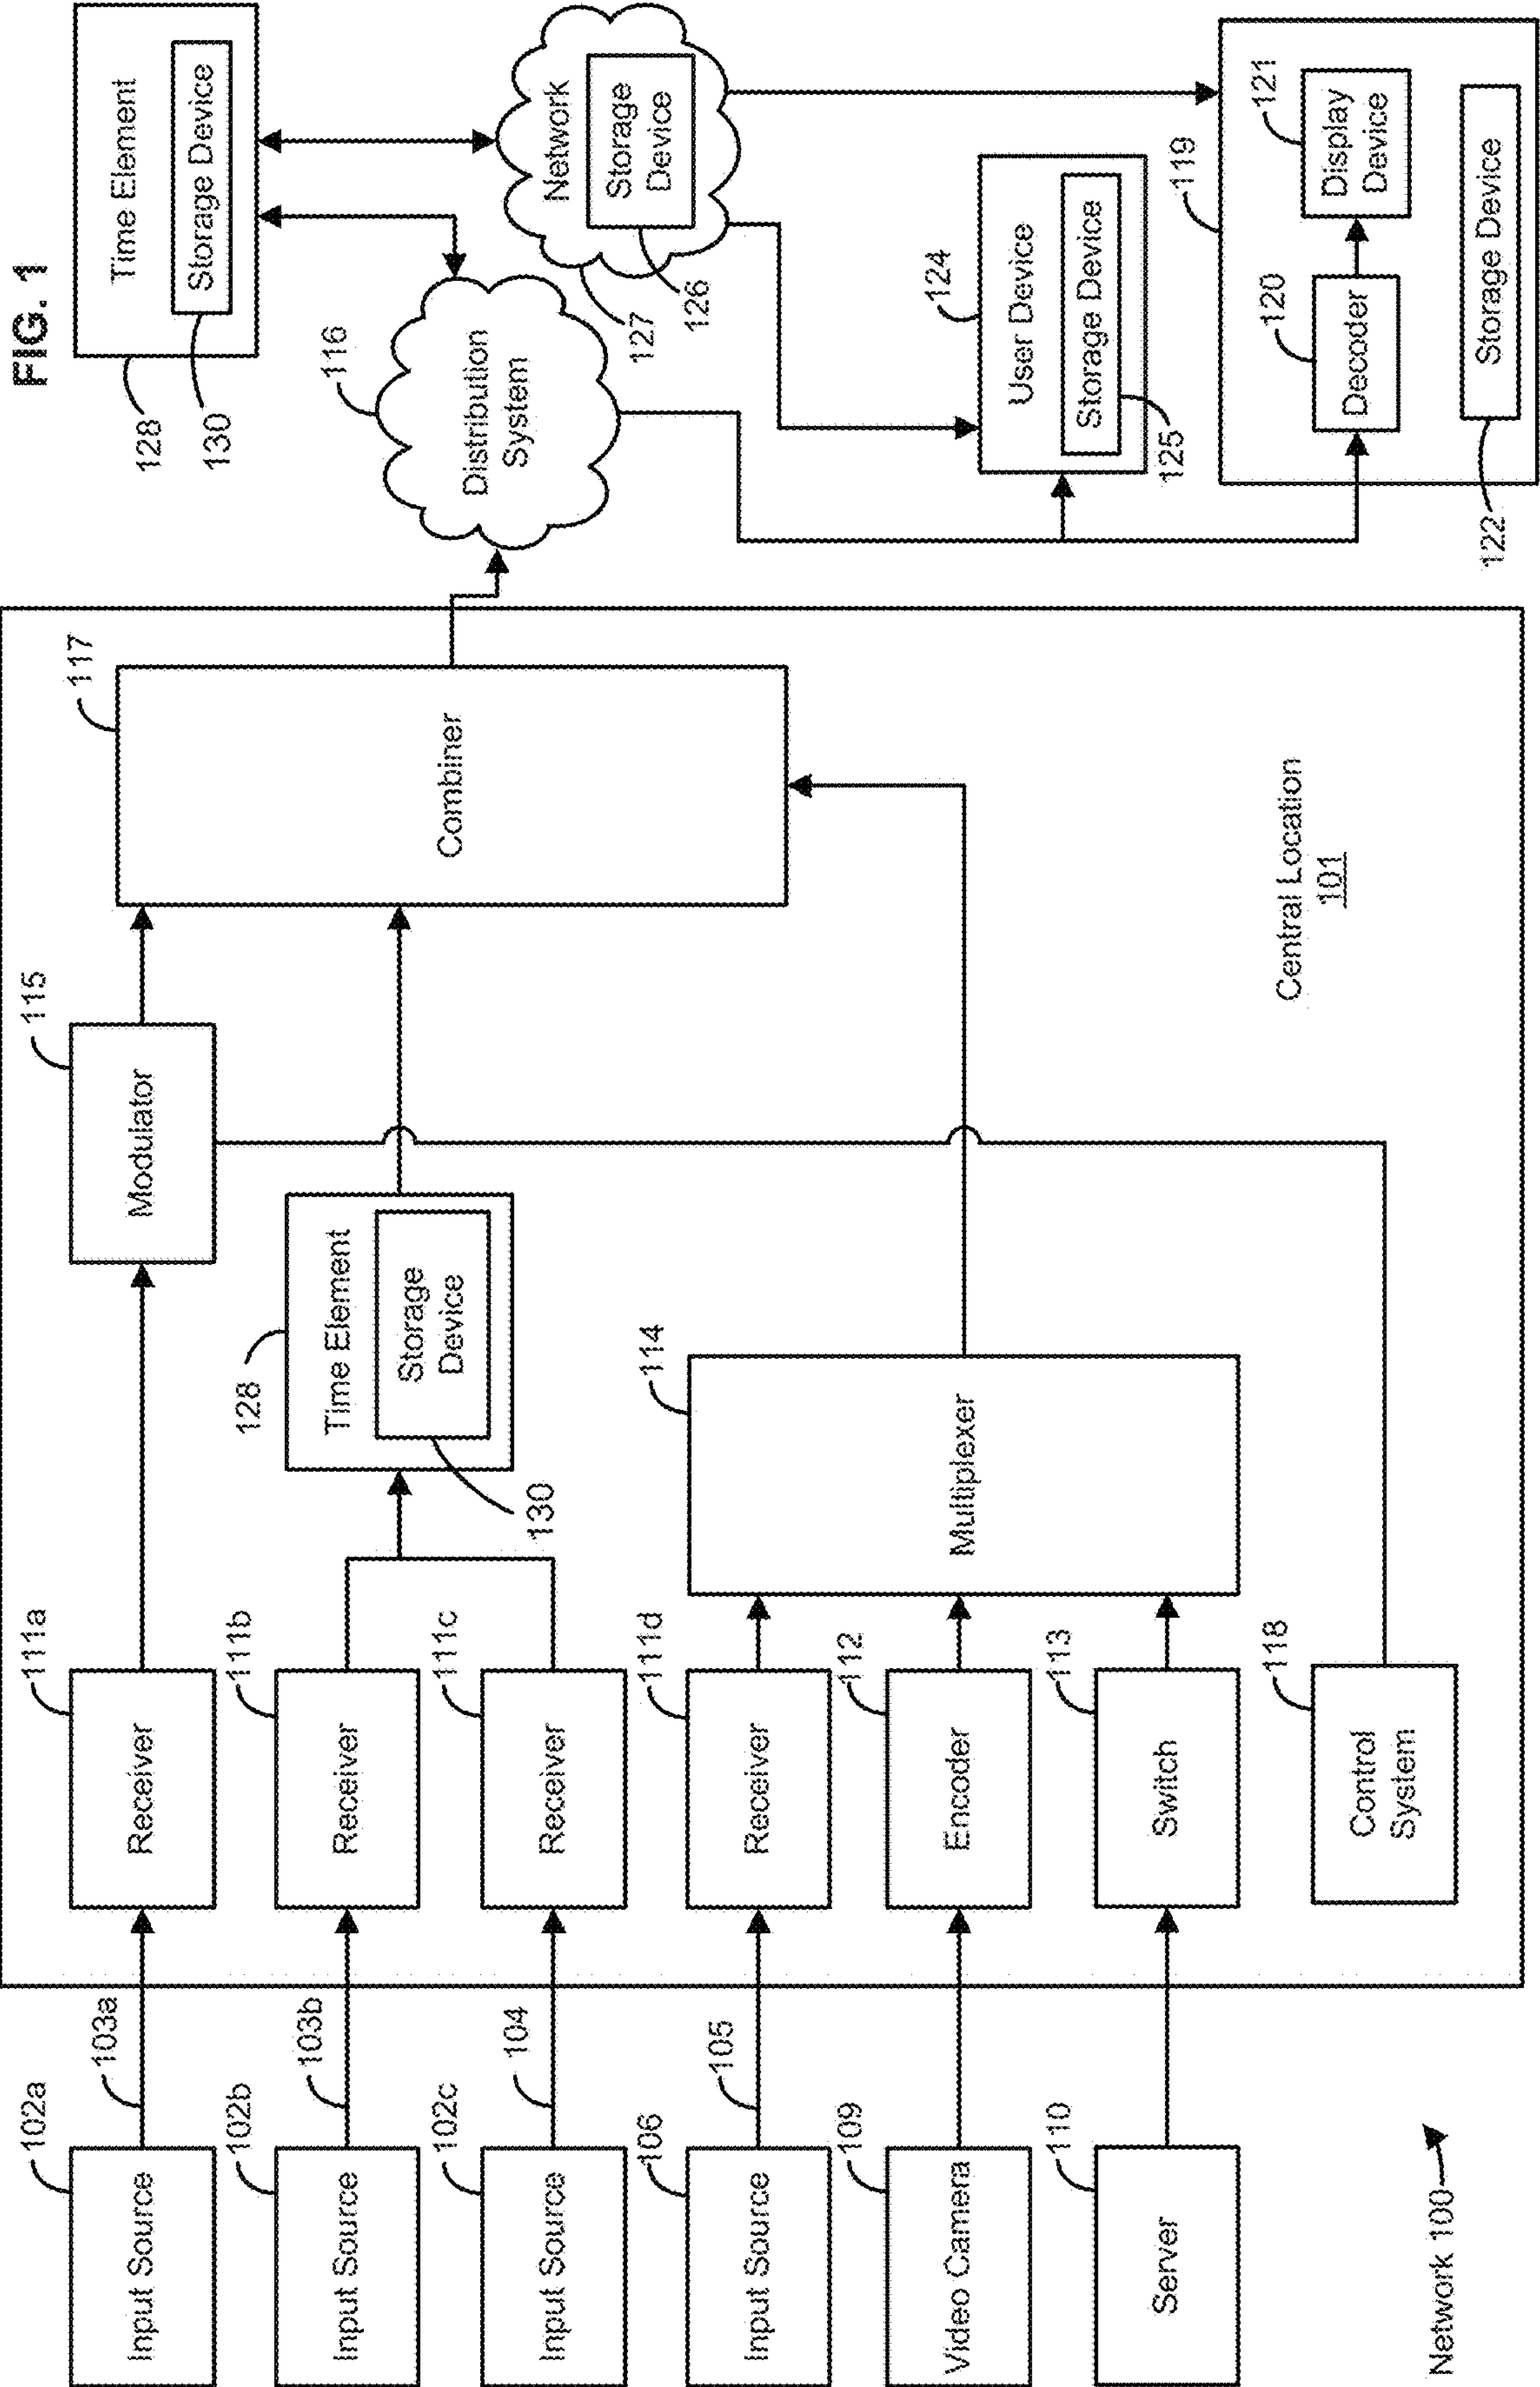 FIG. 1
102a
Input Source
103a
111a
Receiver
115
Modulator
117
Combiner
102b
Input Source
103b
111b
Receiver
102c
Input Source
104
111c
Receiver
128
Time Element
Storage
Device
130
106
Input Source
105
111d
Receiver
109
Video Camera
112
Encoder
110
Server
113
Switch
114
Multiplexer
118
Control
System
Central Location
101
116
Distribution
System
128
Time Element
Storage Device
130
Network
Storage
Device
127
126
124
User Device
Storage Device
125
119
120
Decoder
121
Display
Device
122
Storage Device
Network 100